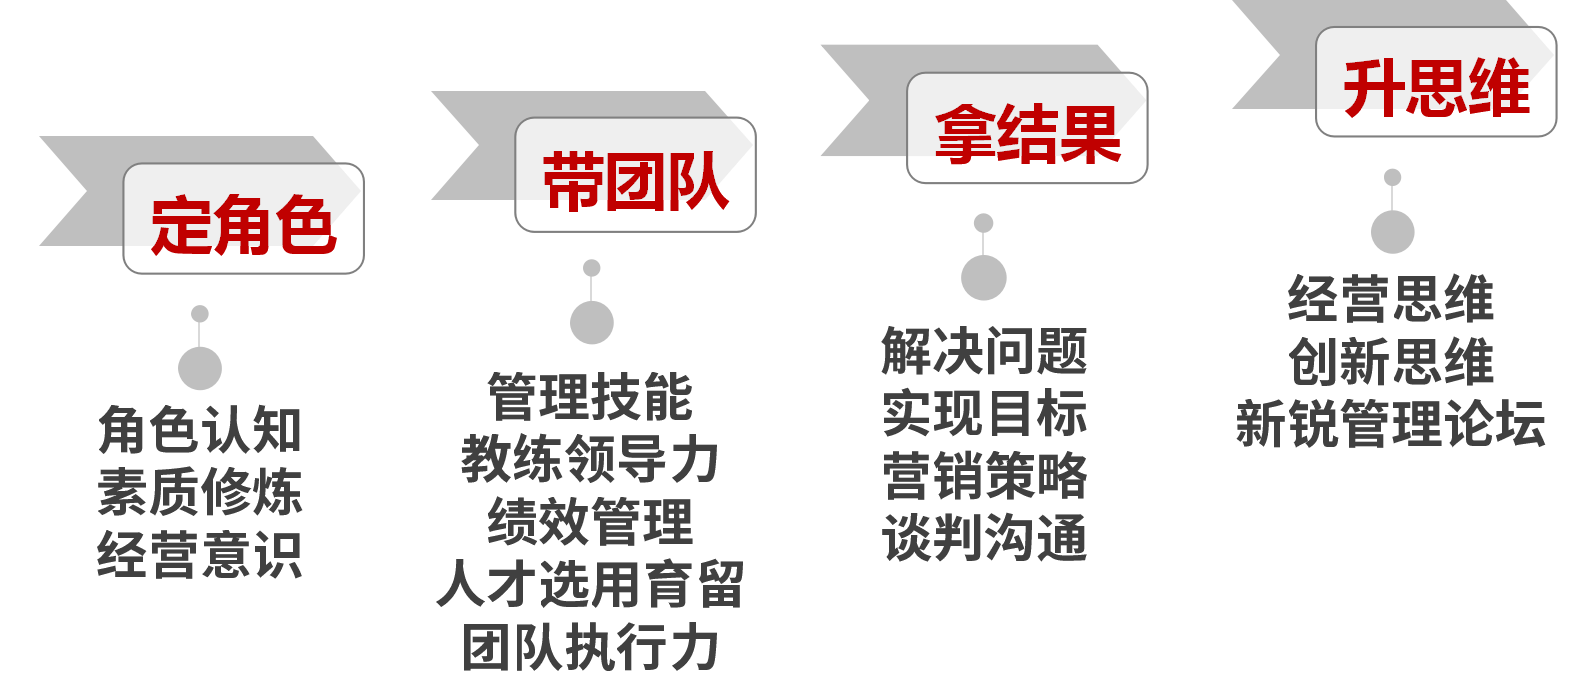 定角色
角色认知
素质修炼
经营意识
带团队
管理技能
教练领导力
绩效管理
人才选用育留
团队执行力
拿结果
解决问题
实现目标
营销策略
谈判沟通
升思维
经营思维
创新思维
新锐管理论坛